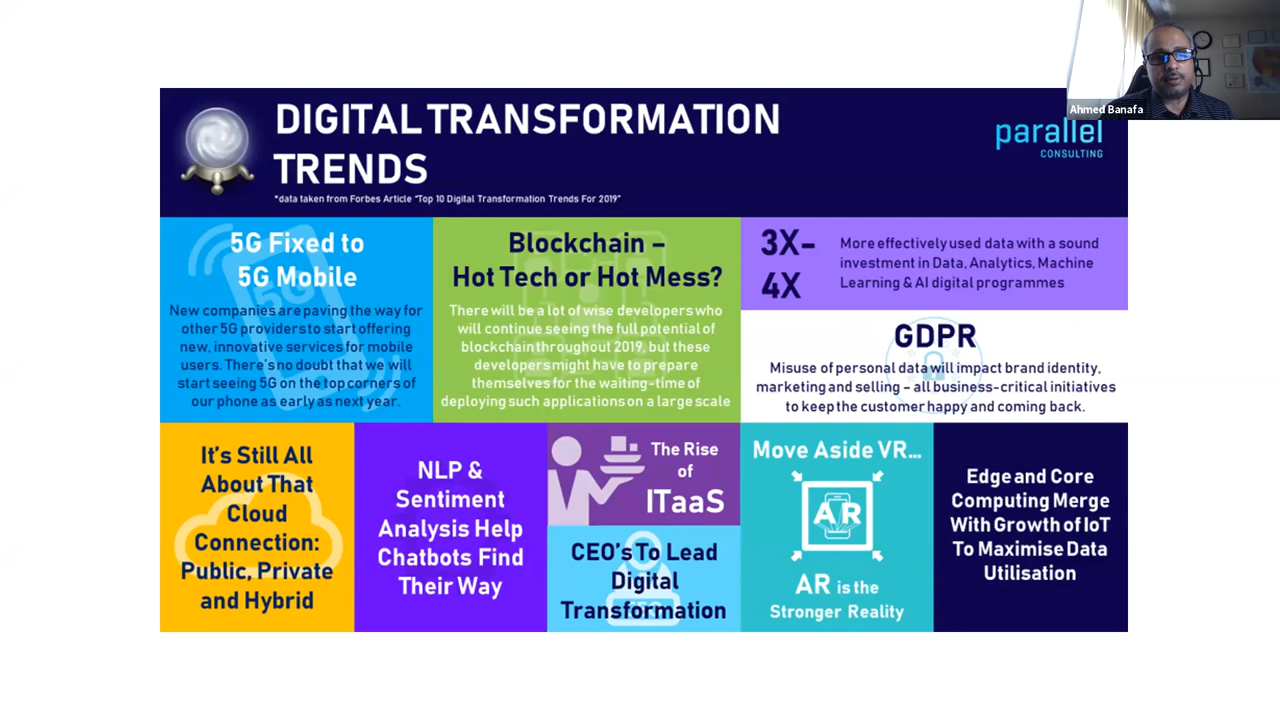 Ahmed Banafa
DIGITAL TRANSFORMATION
TRENDS
*data taken from Forbes Article "Top 10 Digital Transformation Trends For 2019"
parallel
CONSULTING
5G Fixed to
5G Mobile
New companies are paving the way for
other 5G providers to start offering
new, innovative services for mobile
users. There's no doubt that we will
start seeing 5G on the top corners of
our phone as early as next year.
Blockchain –
Hot Tech or Hot Mess?
There will be a lot of wise developers who
will continue seeing the full potential of
blockchain throughout 2019, but these
developers might have to prepare
themselves for the waiting-time of
deploying such applications on a large scale
3X-
4X
More effectively used data with a sound
investment in Data, Analytics, Machine
Learning & AI digital programmes
GDPR
Misuse of personal data will impact brand identity,
marketing and selling – all business-critical initiatives
to keep the customer happy and coming back.
It's Still All
About That
Cloud
Connection:
Public, Private
and Hybrid
NLP &
Sentiment
Analysis Help
Chatbots Find
Their Way
The Rise
of
ITaaS
CEO's To Lead
Digital
Transformation
Move Aside VR...
AR
AR is the
Stronger Reality
Edge and Core
Computing Merge
With Growth of IoT
To Maximise Data
Utilisation